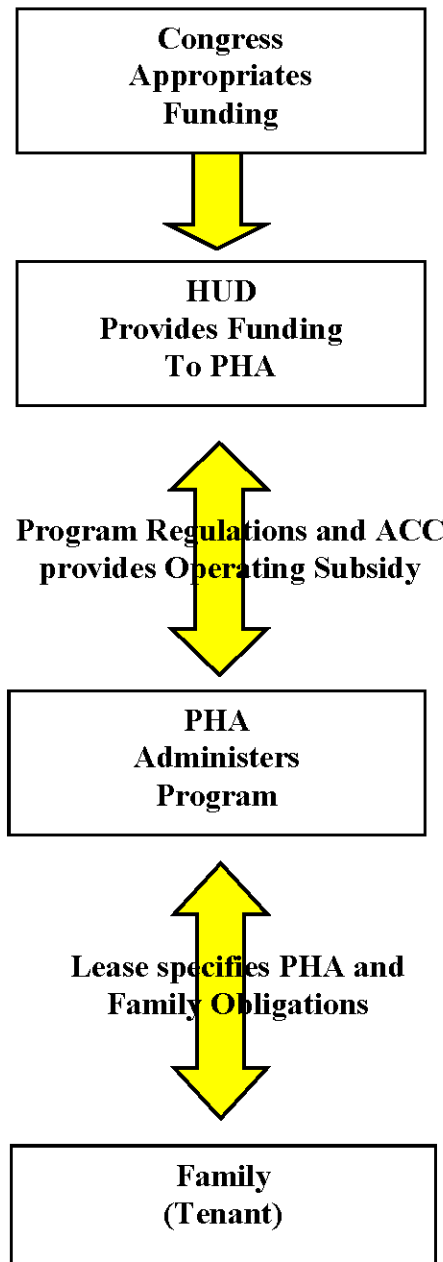 Congress
Appropriates
Funding
HUD
Provides Funding
To PHA
Program Regulations and ACC
provides Operating Subsidy
PHA
Administers
Program
Lease specifies PHA and
Family Obligations
Family
(Tenant)